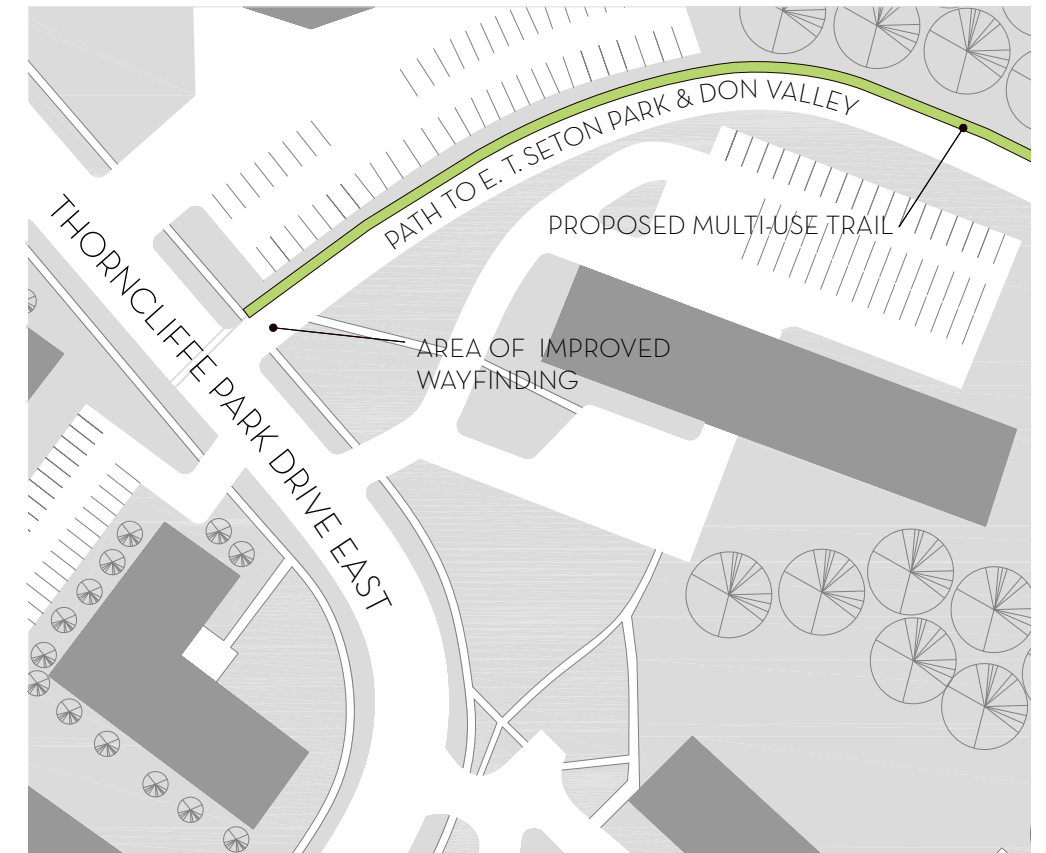 PATH TO E. T. SETON PARK & DON VALLEY
PROPOSED MULTI-USE TRAIL
THORNCLIFFE PARK DRIVE EAST
AREA OF IMPROVED
WAYFINDING